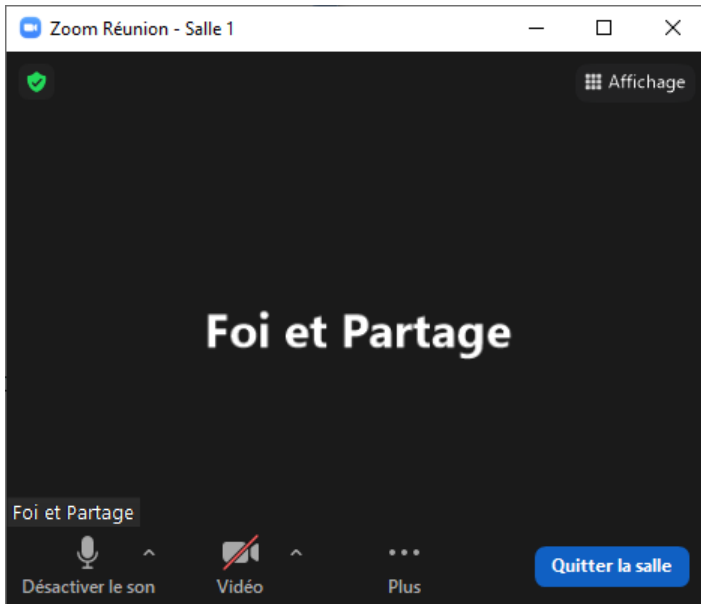 Zoom Réunion - Salle 1
Affichage
Foi et Partage
Foi et Partage
Désactiver le son
Vidéo
Plus
Quitter la salle